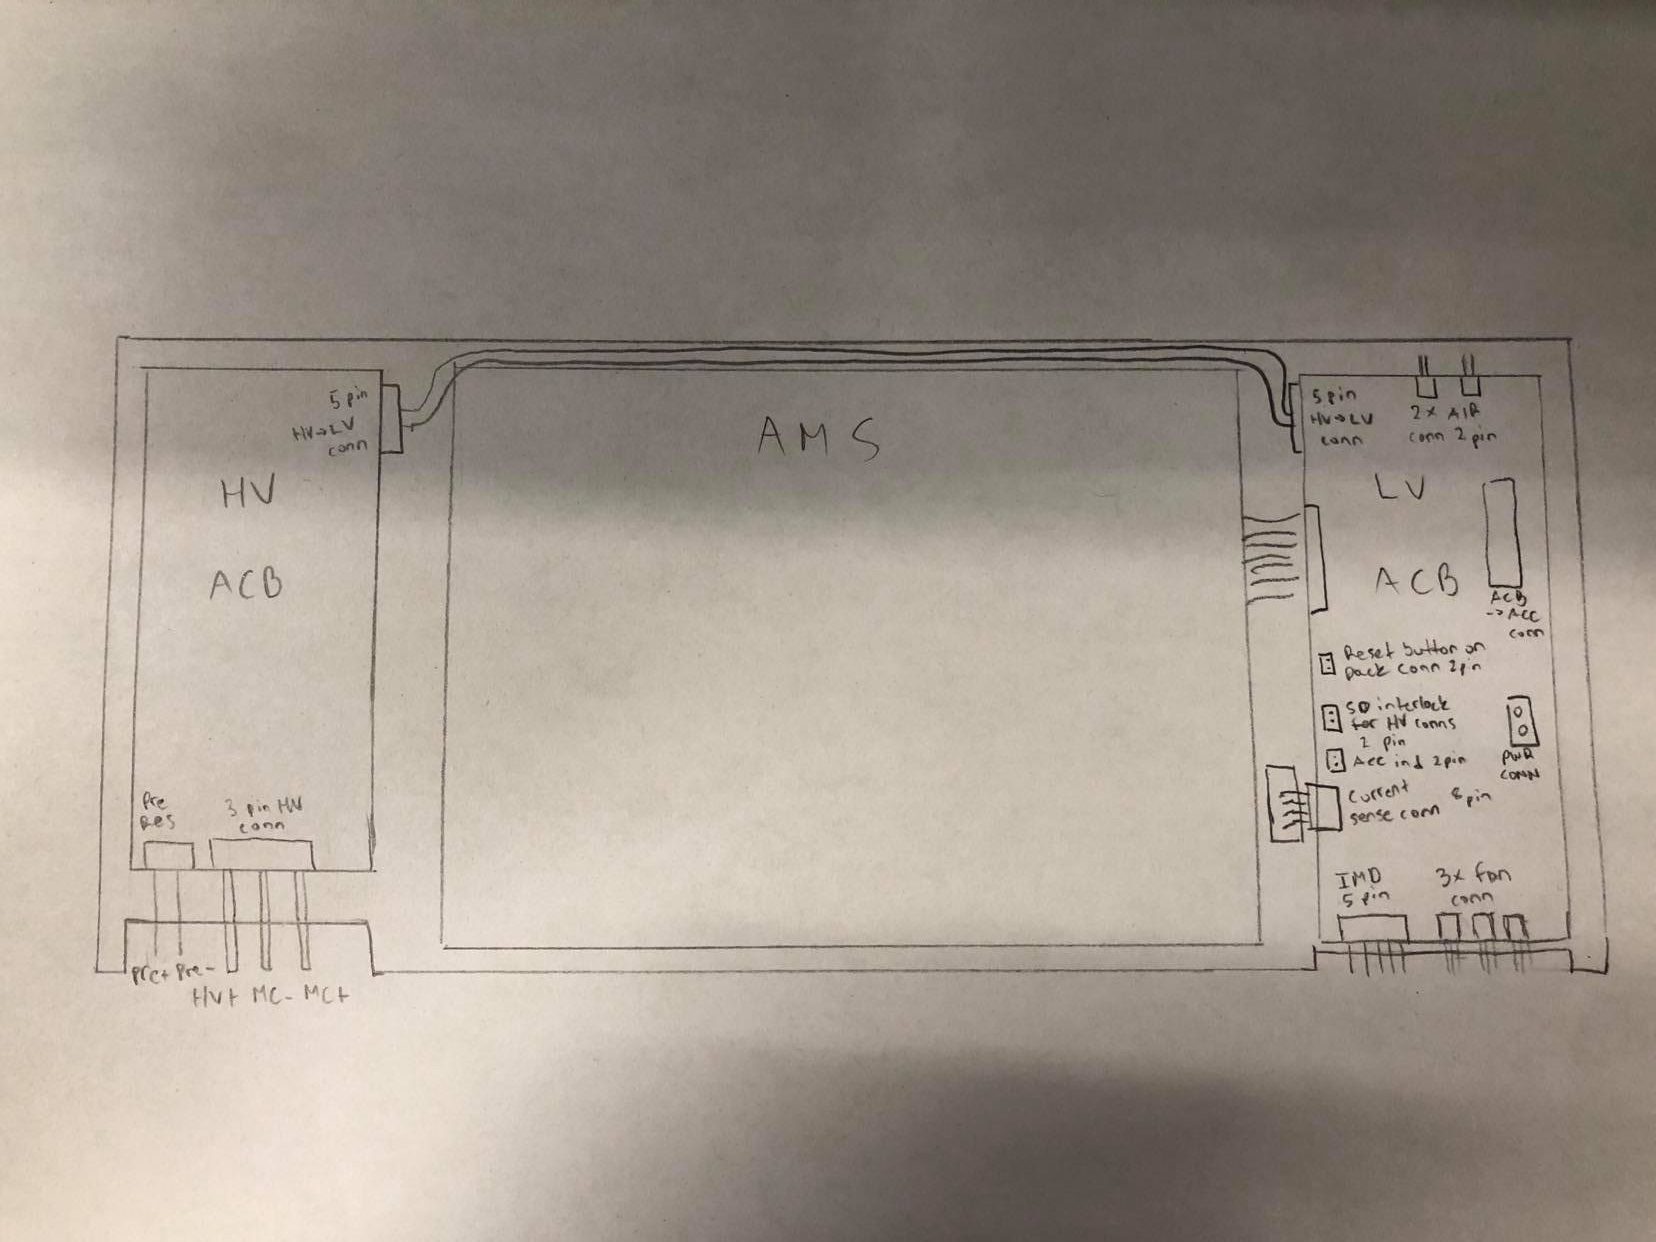 5 pin
HV→LV
conn
HV
ACB
Pre
Res
3 pin HV
conn
Pre+ Pre-
HV+ MC- MC+
AMS
5 pin
HV→LV
conn
2x AIR
conn 2 pin
LV
ACB
ACB
→ ACC
conn
Reset button on
pack conn 2pin
SD interlock
for HV conns
2 pin
Acc ind 2pin
PWR
CONN
Current 8 pin
sense conn
IMD
5 pin
3x fan
conn